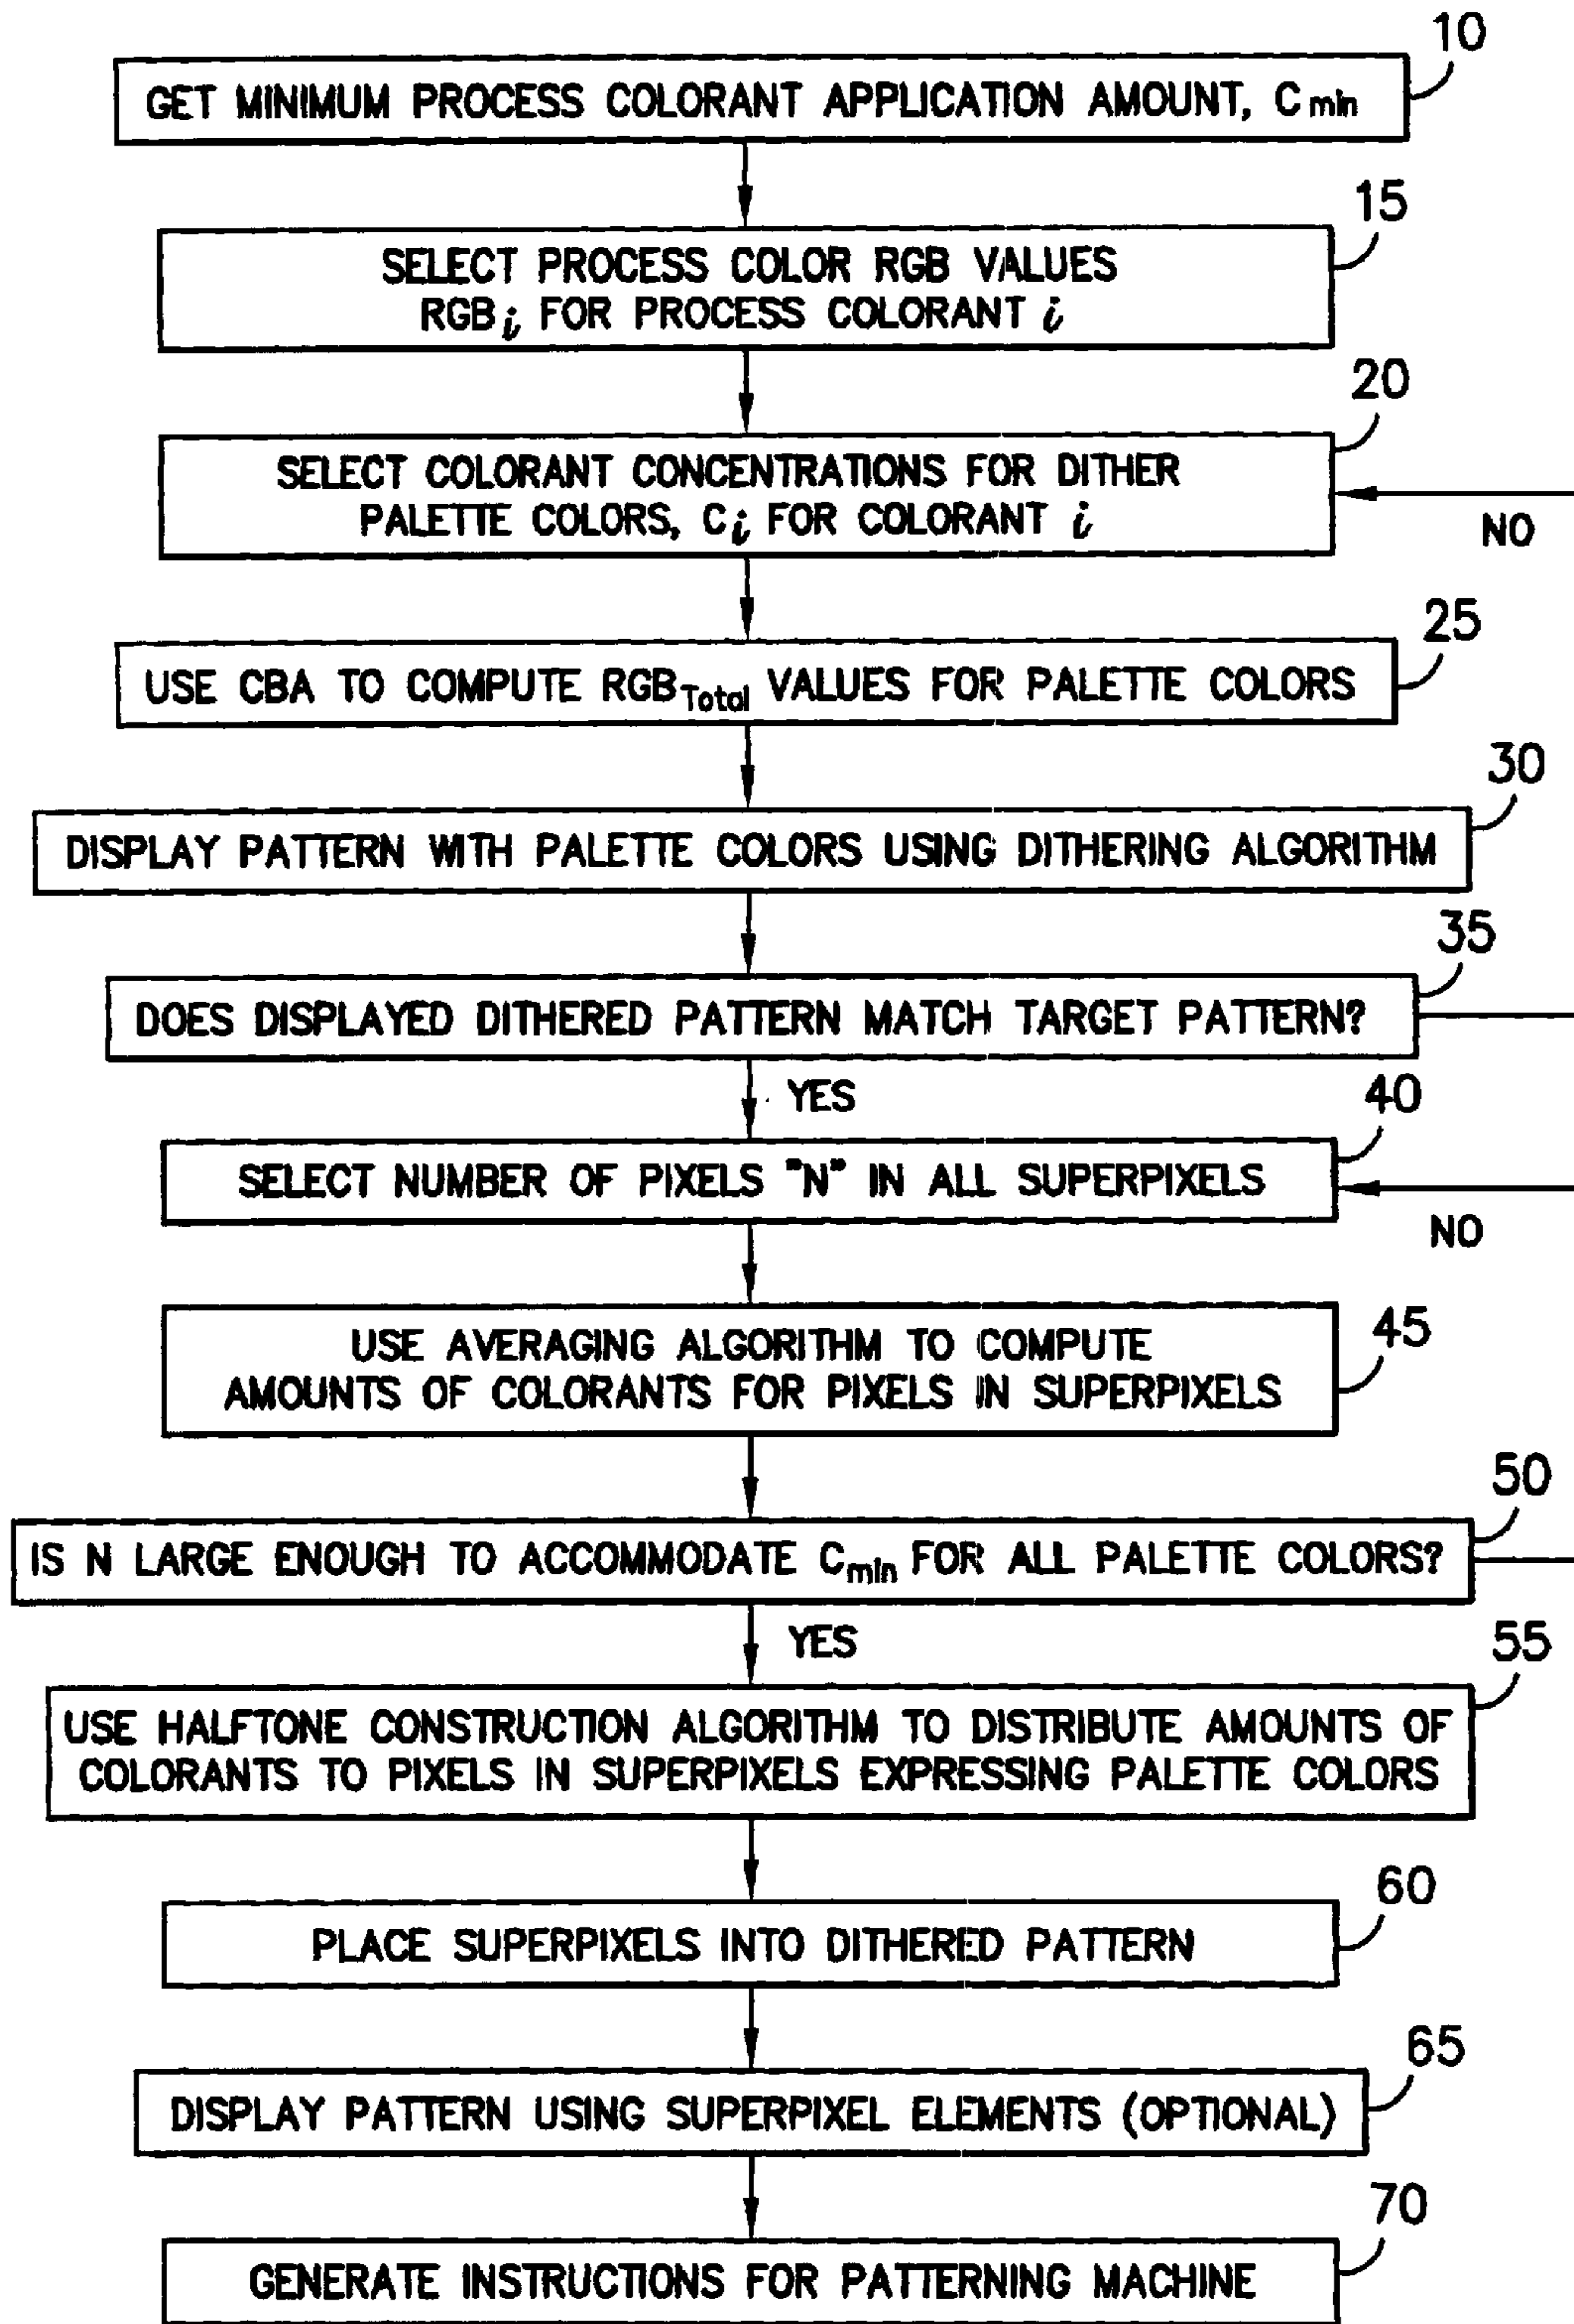 10
GET MINIMUM PROCESS COLORANT APPLICATION AMOUNT, Cmin
15
SELECT PROCESS COLOR RGB VALUES
RGBi FOR PROCESS COLORANT i
20
SELECT COLORANT CONCENTRATIONS FOR DITHER
PALETTE COLORS, Ci FOR COLORANT i
NO
25
USE CBA TO COMPUTE RGBTotal VALUES FOR PALETTE COLORS
30
DISPLAY PATTERN WITH PALETTE COLORS USING DITHERING ALGORITHM
35
DOES DISPLAYED DITHERED PATTERN MATCH TARGET PATTERN?
YES
40
SELECT NUMBER OF PIXELS "N" IN ALL SUPERPIXELS
NO
45
USE AVERAGING ALGORITHM TO COMPUTE
AMOUNTS OF COLORANTS FOR PIXELS IN SUPERPIXELS
50
IS N LARGE ENOUGH TO ACCOMMODATE Cmin FOR ALL PALETTE COLORS?
YES
55
USE HALFTONE CONSTRUCTION ALGORITHM TO DISTRIBUTE AMOUNTS OF
COLORANTS TO PIXELS IN SUPERPIXELS EXPRESSING PALETTE COLORS
60
PLACE SUPERPIXELS INTO DITHERED PATTERN
65
DISPLAY PATTERN USING SUPERPIXEL ELEMENTS (OPTIONAL)
70
GENERATE INSTRUCTIONS FOR PATTERNING MACHINE